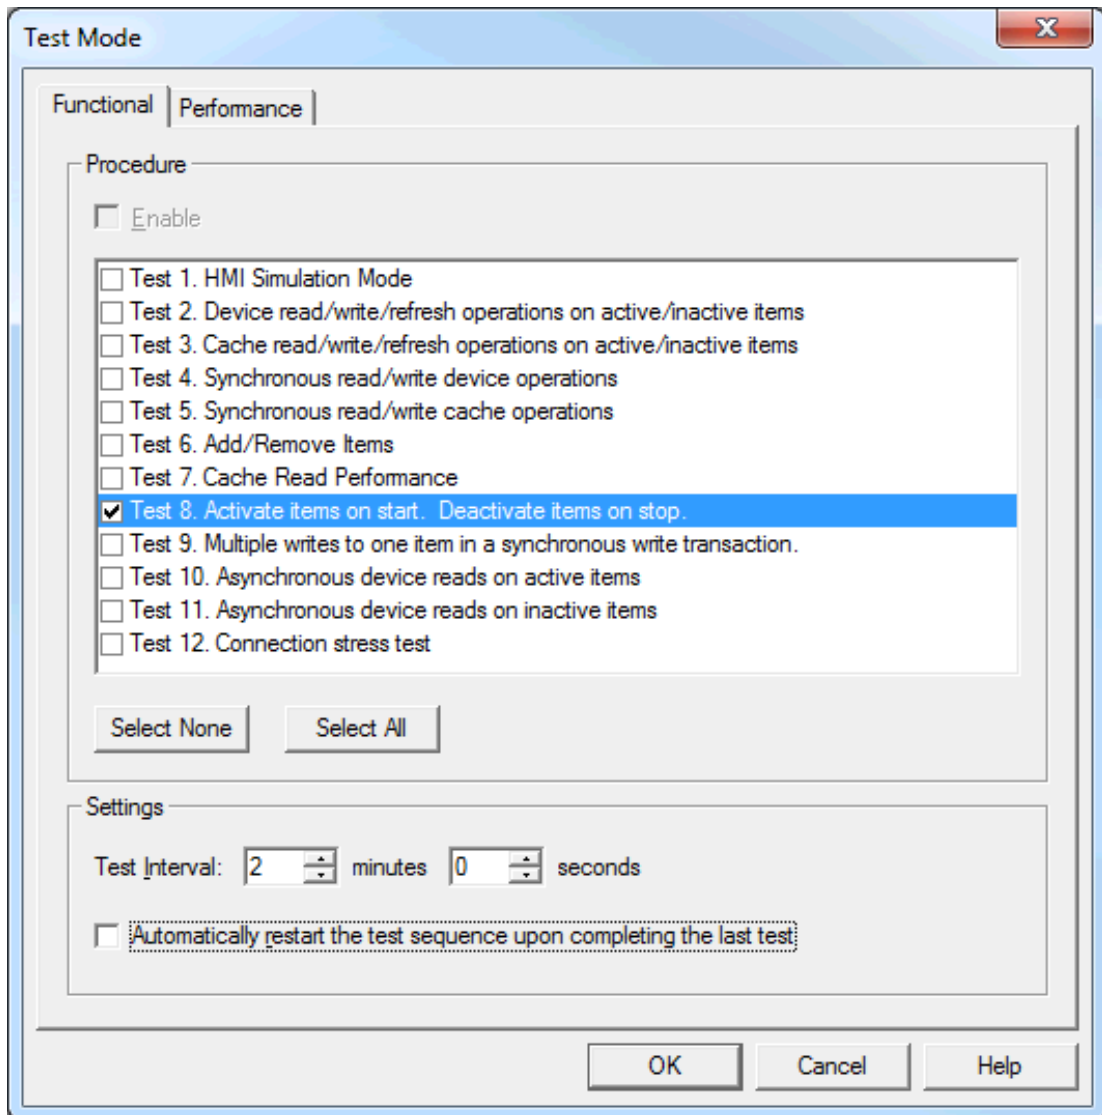 Test Mode
Functional Performance
Procedure
Enable
Test 1. HMI Simulation Mode
Test 2. Device read/write/refresh operations on active/inactive items
Test 3. Cache read/write/refresh operations on active/inactive items
Test 4. Synchronous read/write device operations
Test 5. Synchronous read/write cache operations
Test 6. Add/Remove Items
Test 7. Cache Read Performance
Test 8. Activate items on start.  Deactivate items on stop.
Test 9. Multiple writes to one item in a synchronous write transaction.
Test 10. Asynchronous device reads on active items
Test 11. Asynchronous device reads on inactive items
Test 12. Connection stress test
Select None Select All
Settings
Test Interval: 2 minutes 0 seconds
Automatically restart the test sequence upon completing the last test
OK Cancel Help